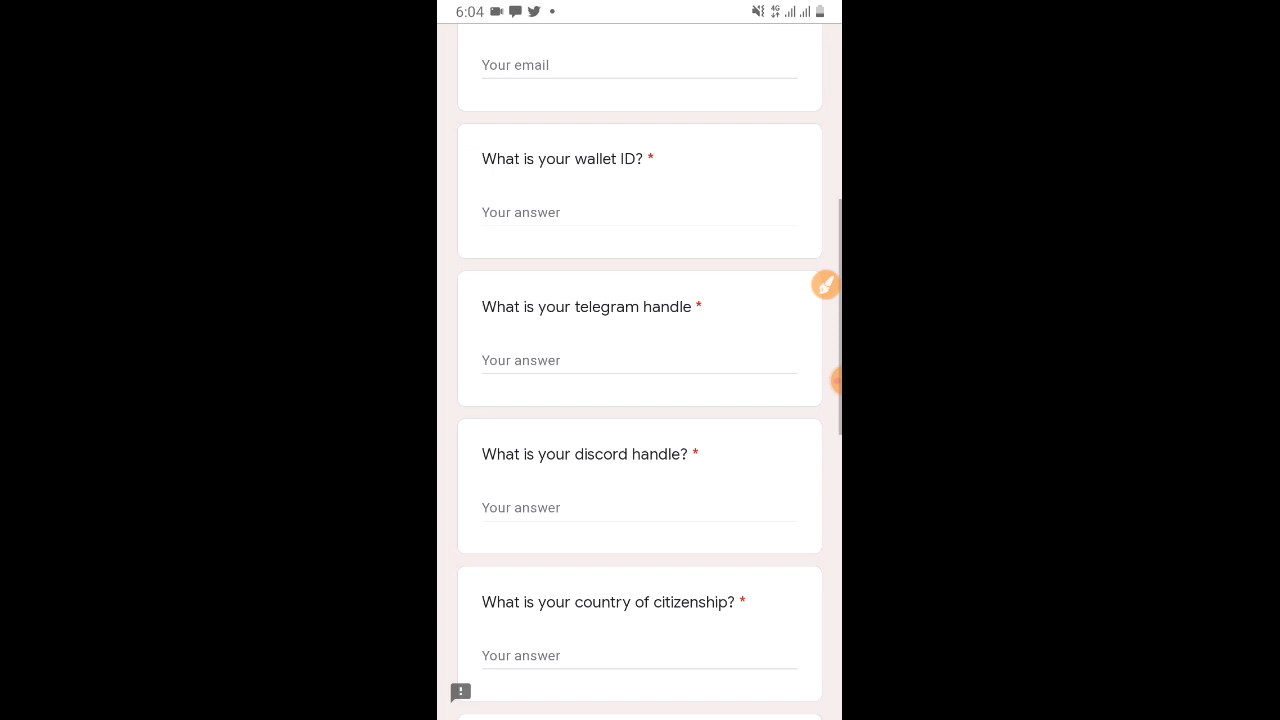 6:04
4G
Your email
What is your wallet ID? *
Your answer
What is your telegram handle *
Your answer
What is your discord handle? *
Your answer
What is your country of citizenship? *
Your answer